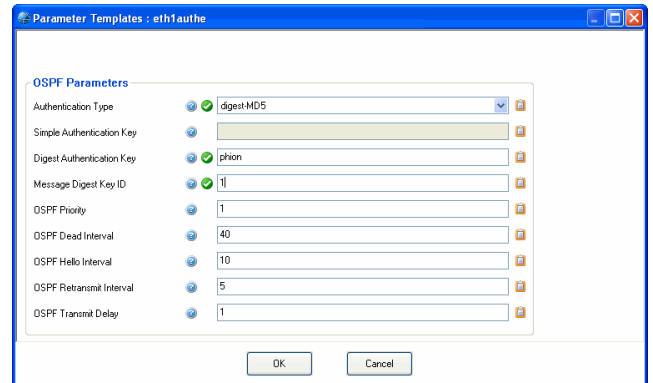 Parameter Templates : eth1authe
OSPF Parameters
Authentication Type digest-MD5
Simple Authentication Key
Digest Authentication Key phion
Message Digest Key ID 1
OSPF Priority 1
OSPF Dead Interval 40
OSPF Hello Interval 10
OSPF Retransmit Interval 5
OSPF Transmit Delay 1
OK Cancel